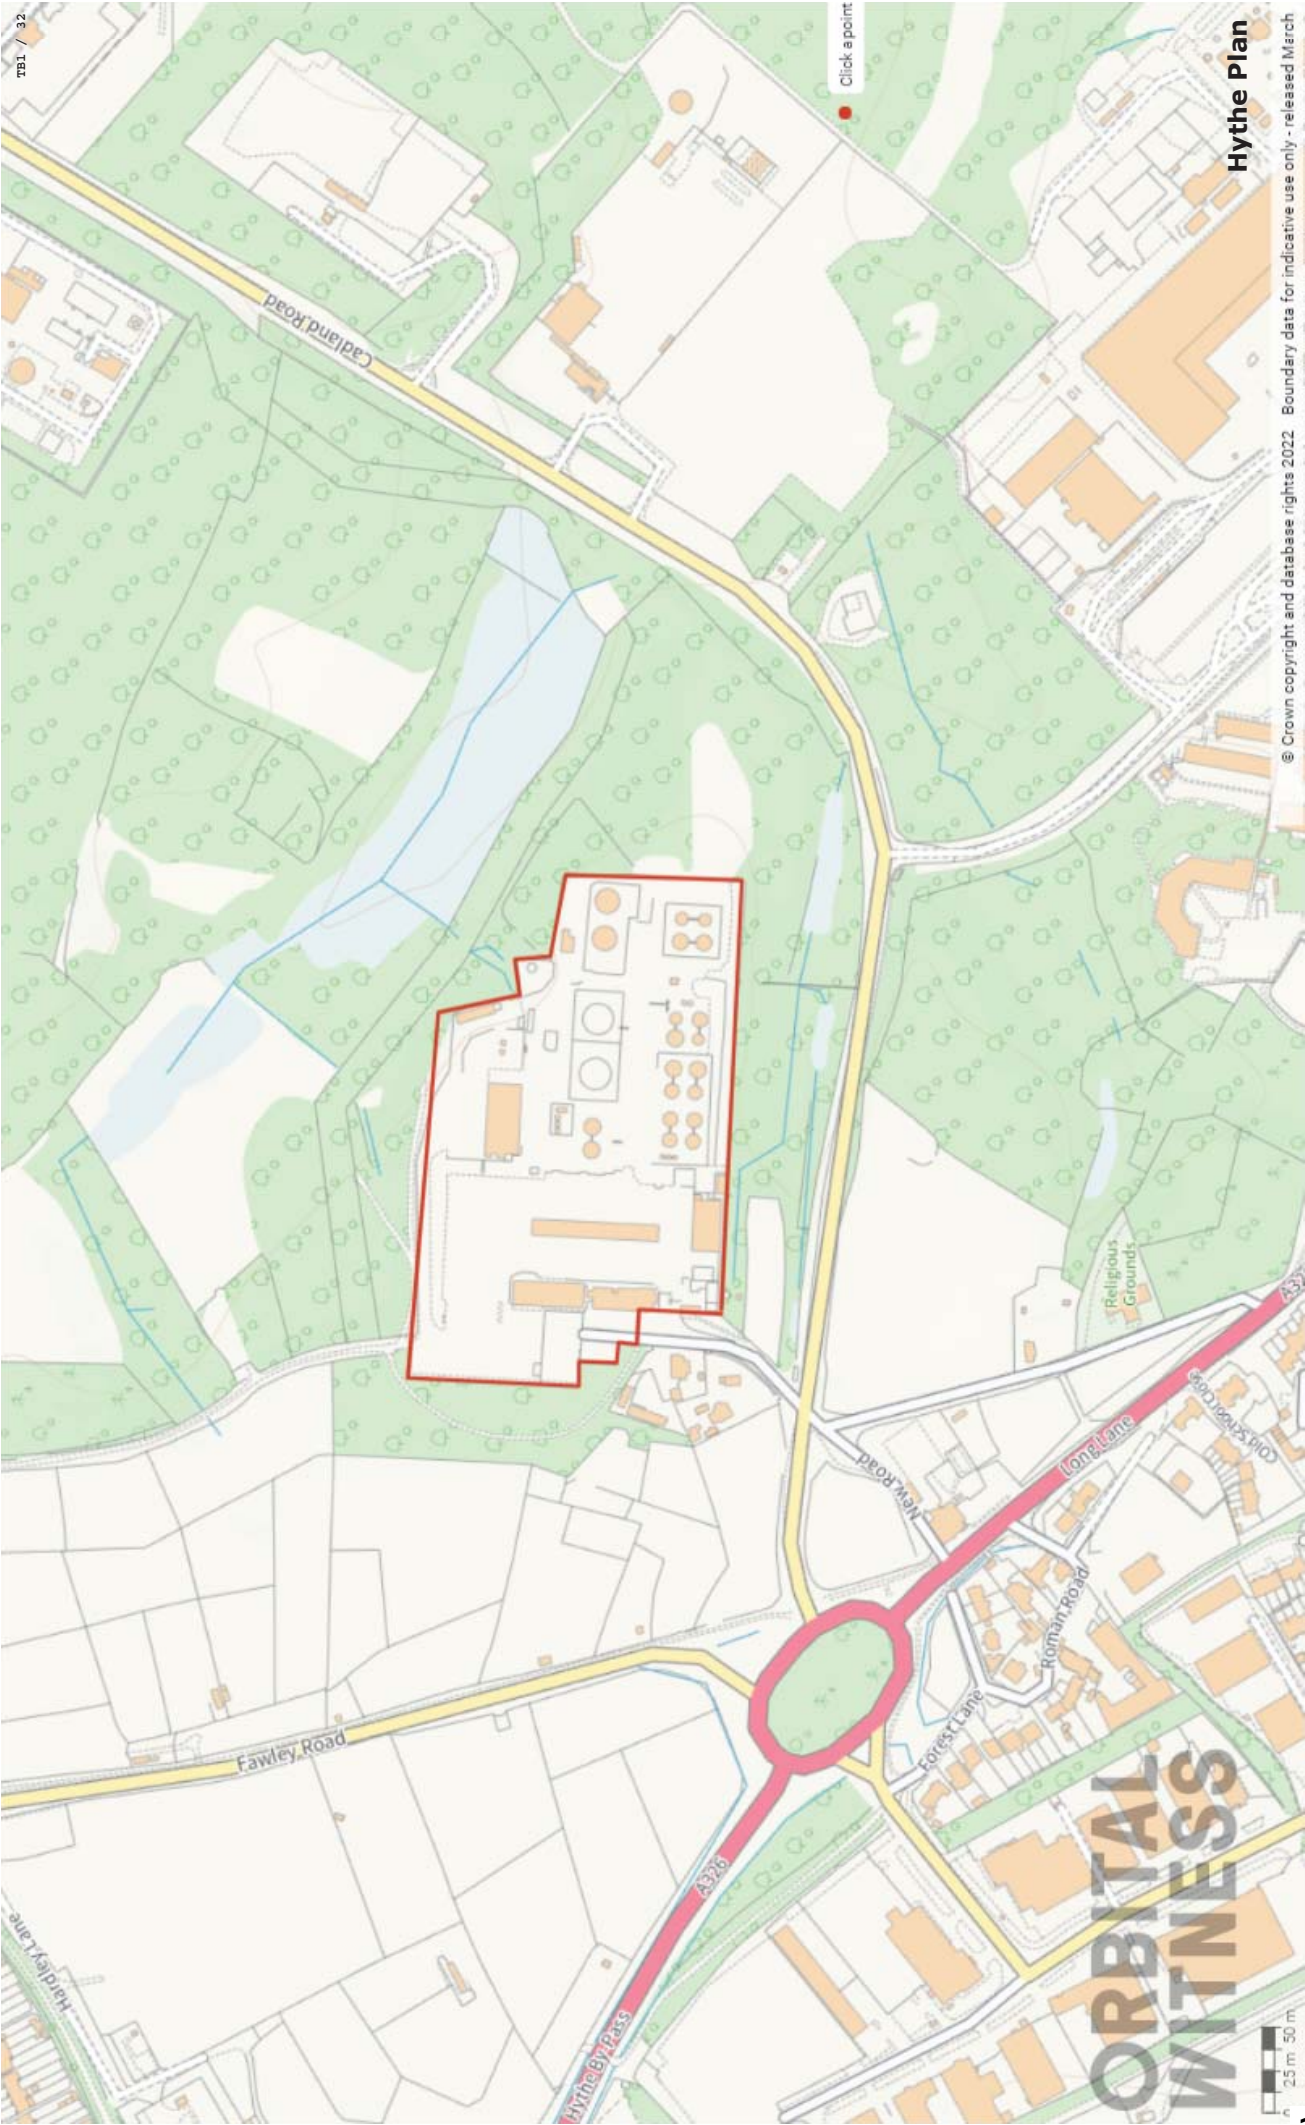 TB1 / 32
Click a point
Hythe Plan
© Crown copyright and database rights 2022 Boundary data for indicative use only - released March
Cadland Road
Religious
Grounds
Long Lane
Old School Close
New Road
Roman Road
Forest Lane
Fawley Road
A326
Hythe By Pass
Hardley Lane
ORBITAL
WITNESS
25 m 50 m